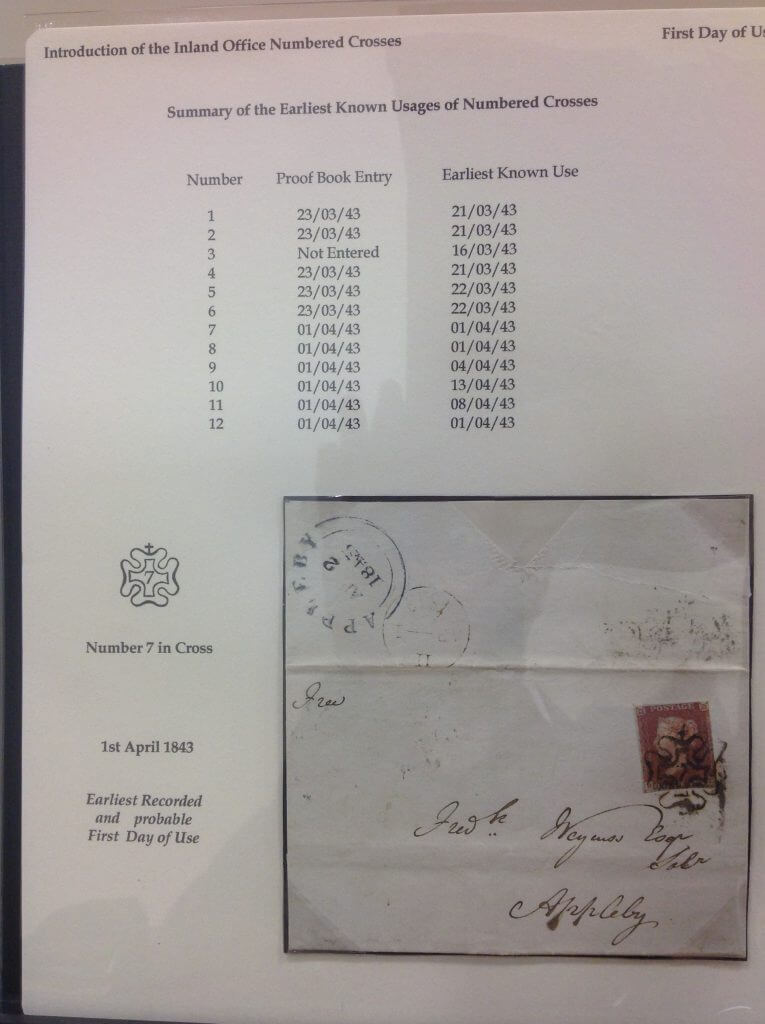 Introduction of the Inland Office Numbered Crosses First Day of Us
Summary of the Earliest Known Usages of Numbered Crosses
Number Proof Book Entry Earliest Known Use
1 23/03/43 21/03/43
2 23/03/43 21/03/43
3 Not Entered 16/03/43
4 23/03/43 21/03/43
5 23/03/43 22/03/43
6 23/03/43 22/03/43
7 01/04/43 01/04/43
8 01/04/43 01/04/43
9 01/04/43 04/04/43
10 01/04/43 13/04/43
11 01/04/43 08/04/43
12 01/04/43 01/04/43
7
Number 7 in Cross
1st April 1843
Earliest Recorded
and probable
First Day of Use
APPLEBY
2
1843
Free
POSTAGE
Fredk Esqr
Solr
Appleby